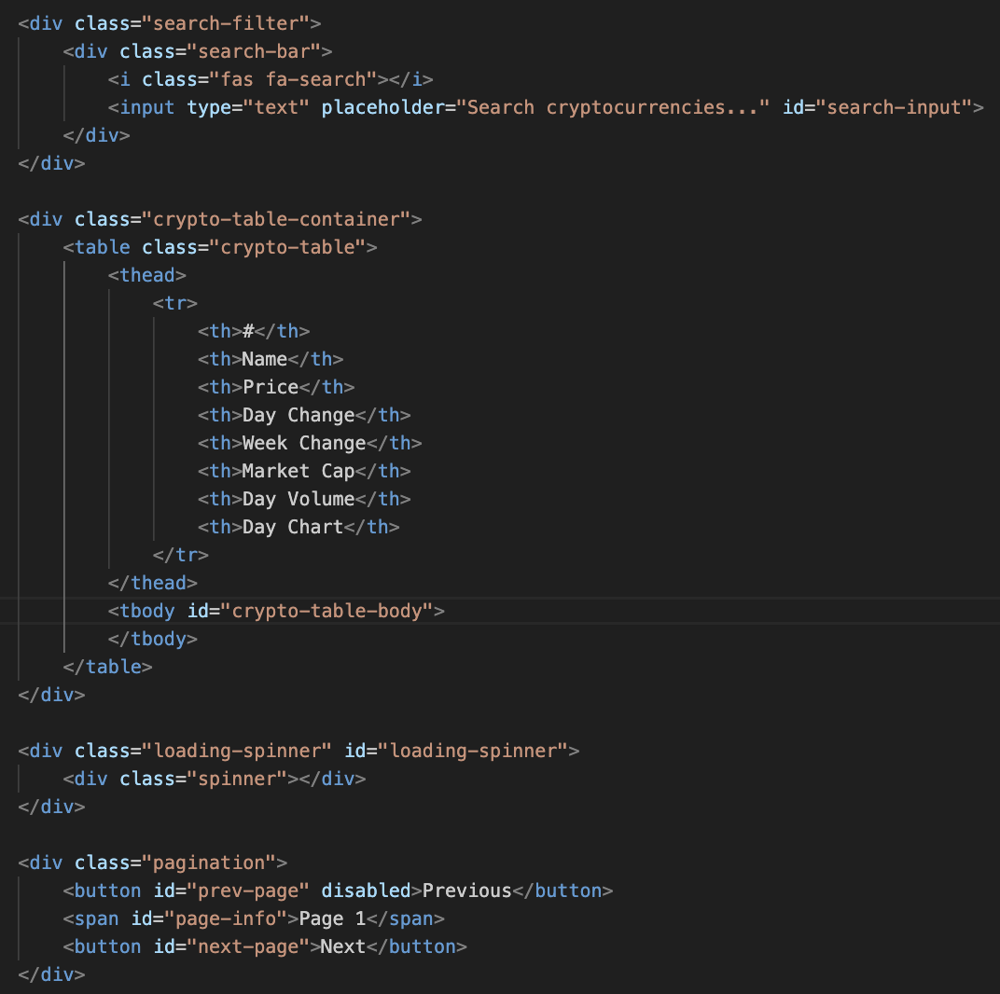 <div class="search-filter">
    <div class="search-bar">
        <i class="fas fa-search"></i>
        <input type="text" placeholder="Search cryptocurrencies..." id="search-input">
    </div>
</div>

<div class="crypto-table-container">
    <table class="crypto-table">
        <thead>
            <tr>
                <th>#</th>
                <th>Name</th>
                <th>Price</th>
                <th>Day Change</th>
                <th>Week Change</th>
                <th>Market Cap</th>
                <th>Day Volume</th>
                <th>Day Chart</th>
            </tr>
        </thead>
        <tbody id="crypto-table-body">
        </tbody>
    </table>
</div>

<div class="loading-spinner" id="loading-spinner">
    <div class="spinner"></div>
</div>

<div class="pagination">
    <button id="prev-page" disabled>Previous</button>
    <span id="page-info">Page 1</span>
    <button id="next-page">Next</button>
</div>